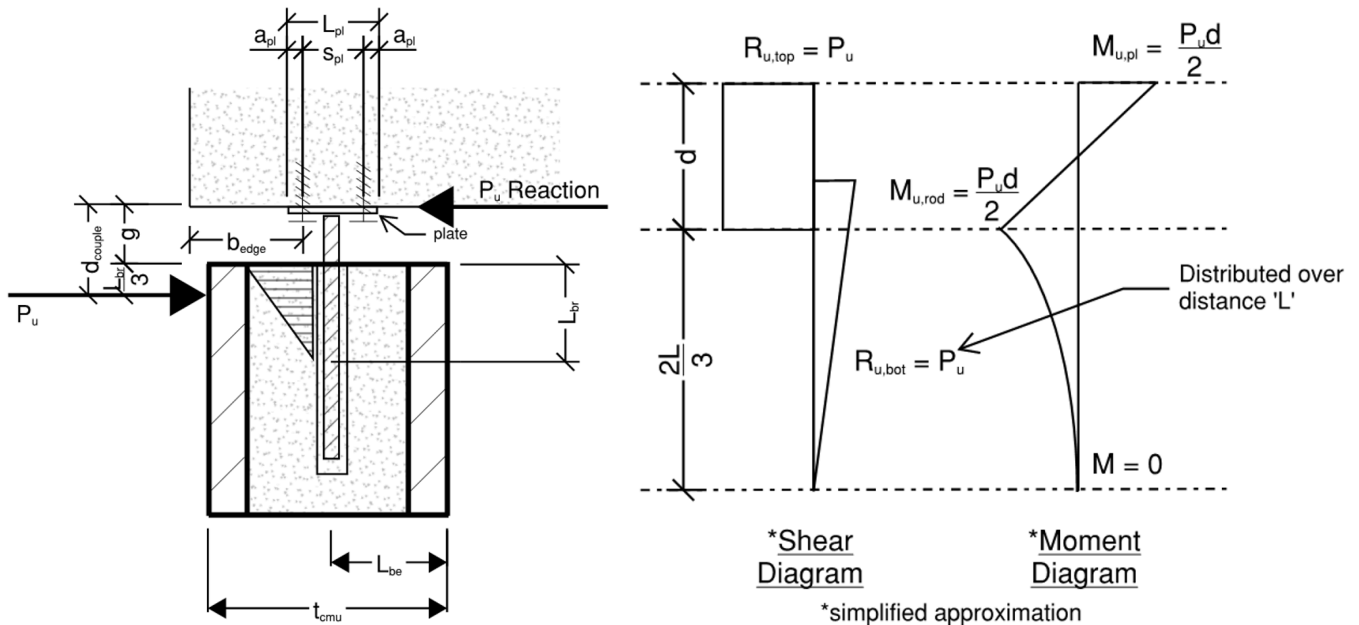 L_pl
a_pl
s_pl
a_pl
P_u Reaction
plate
d_couple
g
L_br
3
b_edge
P_u
L_br
L_be
t_cmu
R_u,top = P_u
M_u,pl = P_u d
2
d
M_u,rod = P_u d
2
2L
3
Distributed over
distance 'L'
R_u,bot = P_u
M = 0
*Shear
Diagram
*Moment
Diagram
*simplified approximation